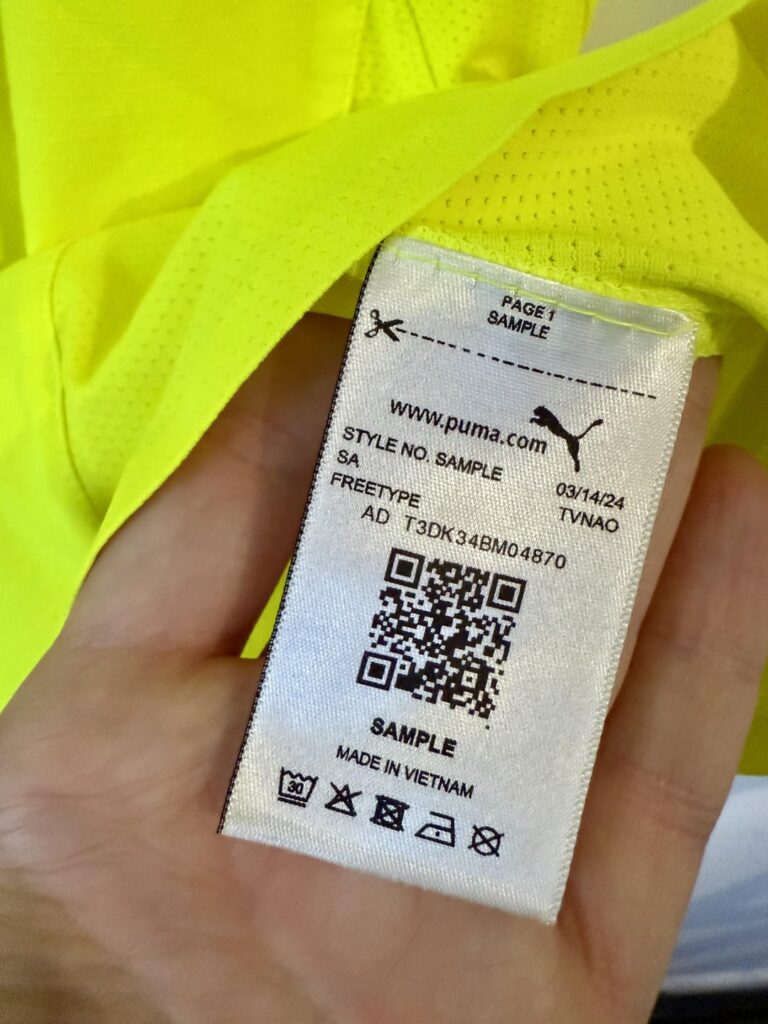 PAGE 1
SAMPLE
www.puma.com
STYLE NO. SAMPLE
SA
03/14/24
FREETYPE
TVNAO
AD T3DK34BM04870
SAMPLE
MADE IN VIETNAM
30